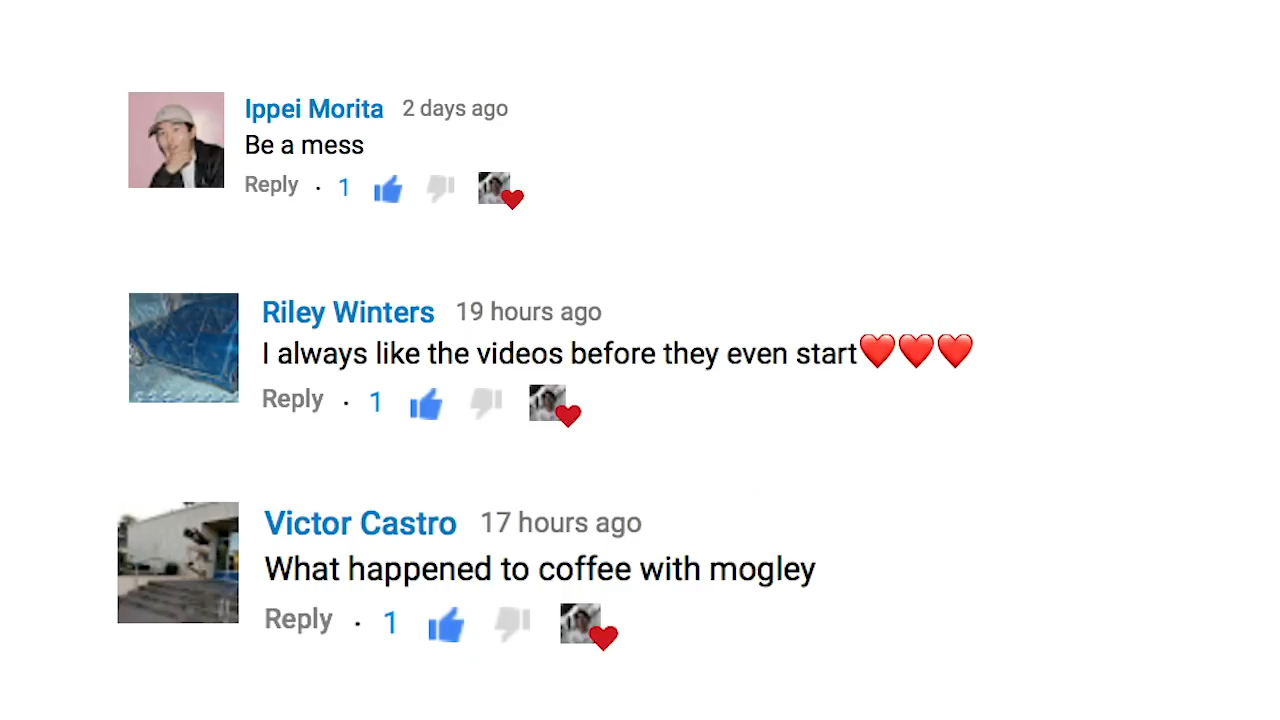 Ippei Morita 2 days ago
Be a mess
Reply · 1
Riley Winters 19 hours ago
I always like the videos before they even start❤️❤️❤️
Reply · 1
Victor Castro 17 hours ago
What happened to coffee with mogley
Reply · 1